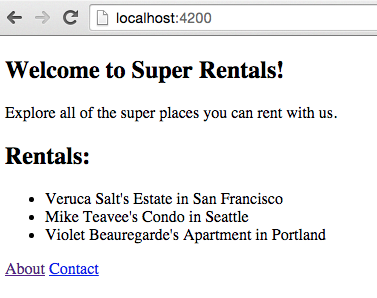 localhost:4200
Welcome to Super Rentals!
Explore all of the super places you can rent with us.
Rentals:
Veruca Salt's Estate in San Francisco
Mike Teavee's Condo in Seattle
Violet Beauregarde's Apartment in Portland
About Contact